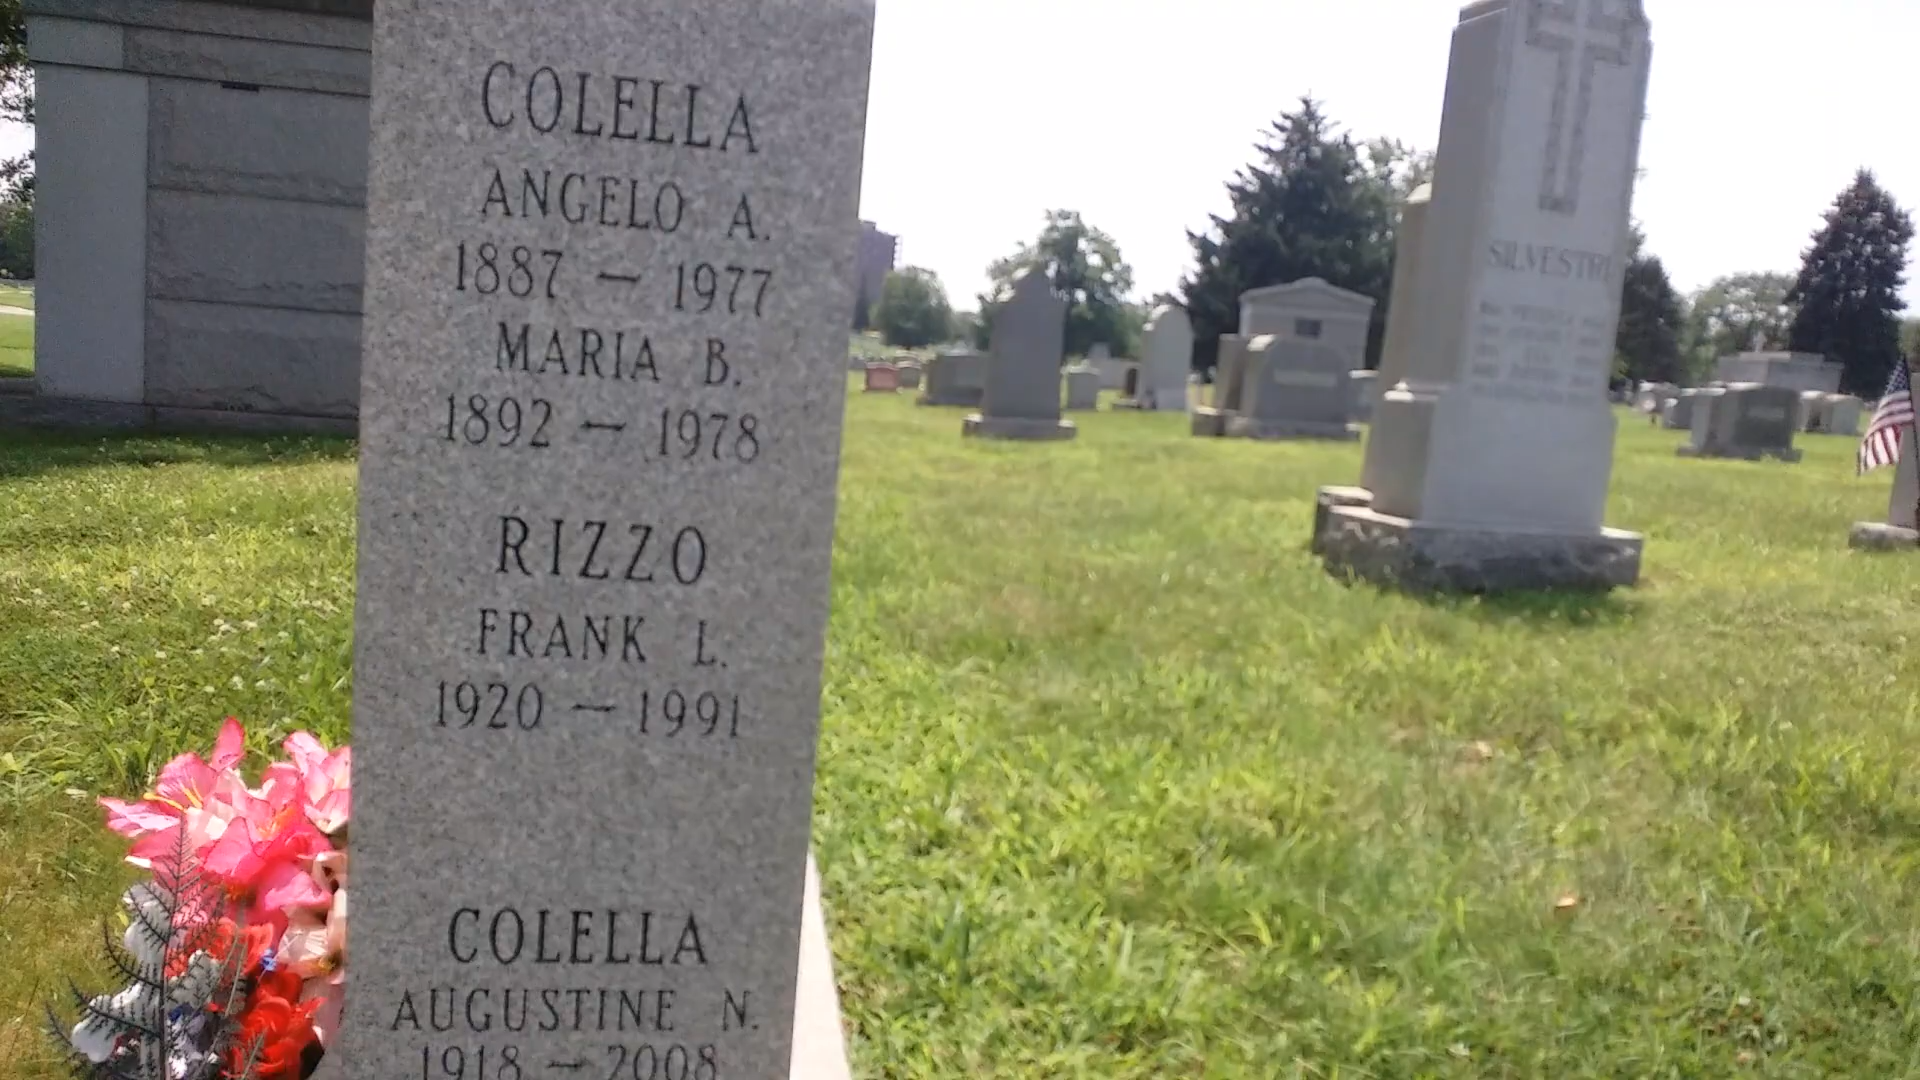 COLELLA
ANGELO A.
1887 — 1977
MARIA B.
1892 — 1978
RIZZO
FRANK L.
1920 — 1991
COLELLA
AUGUSTINE N.
1918 — 2008
SILVESTRI